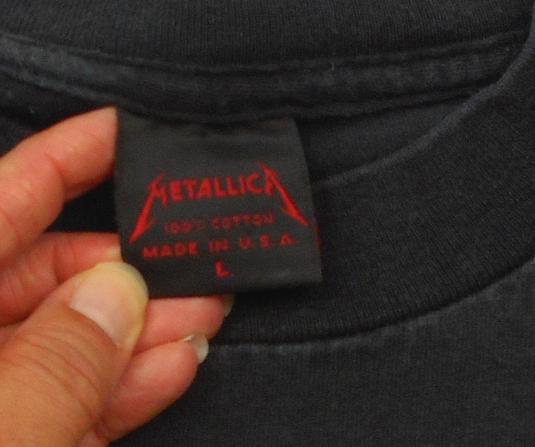 METALLICA
100% COTTON
MADE IN U.S.A.
L.